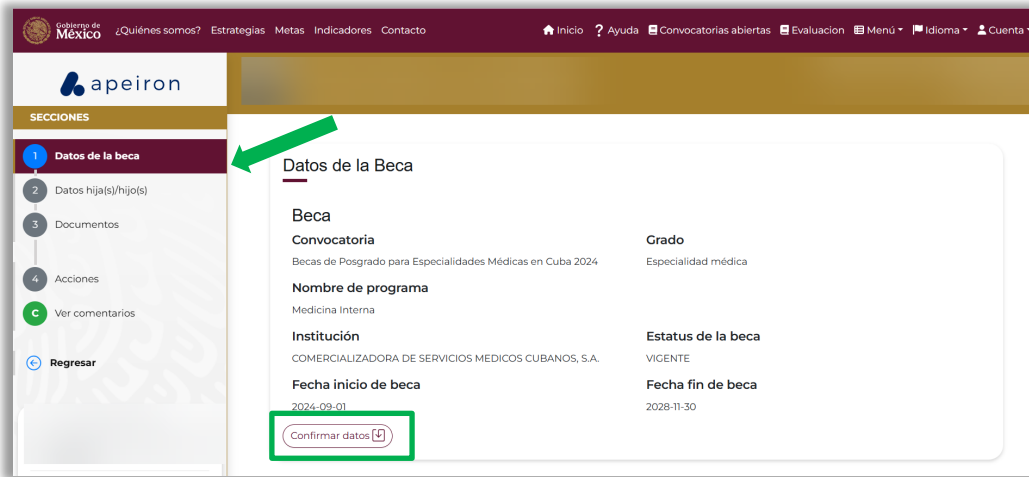 Gobierno de
México
¿Quiénes somos? Estrategias Metas Indicadores Contacto
Inicio ? Ayuda Convocatorias abiertas Evaluacion Menú Idioma Cuenta
apeiron
SECCIONES
1 Datos de la beca
2 Datos hija(s)/hijo(s)
3 Documentos
4 Acciones
C Ver comentarios
Regresar
Datos de la Beca
Beca
Convocatoria
Becas de Posgrado para Especialidades Médicas en Cuba 2024
Grado
Especialidad médica
Nombre de programa
Medicina Interna
Institución
COMERCIALIZADORA DE SERVICIOS MEDICOS CUBANOS, S.A.
Estatus de la beca
VIGENTE
Fecha inicio de beca
2024-09-01
Fecha fin de beca
2028-11-30
Confirmar datos